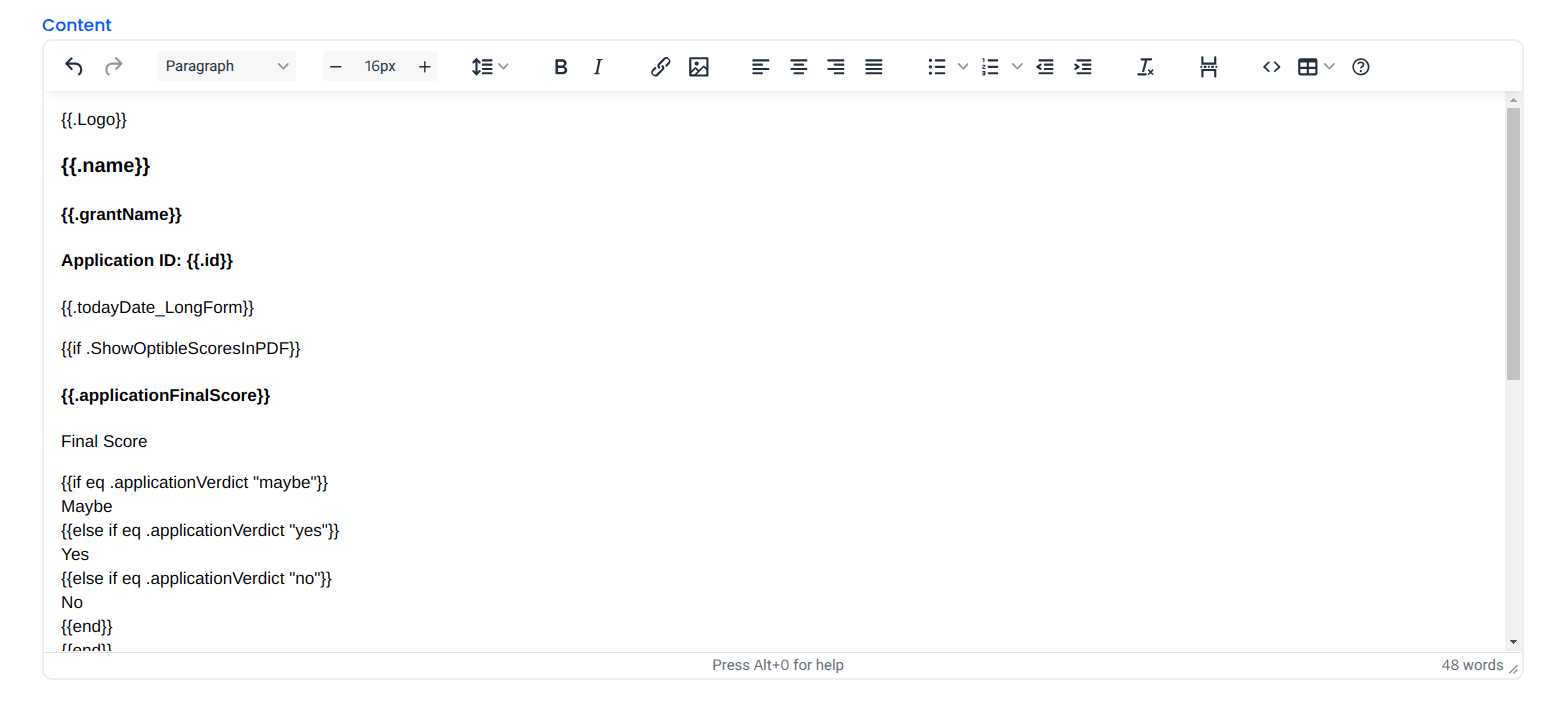 Content
Paragraph 16px
{{.Logo}}
{{.name}}
{{.grantName}}
Application ID: {{.id}}
{{.todayDate_LongForm}}
{{if .ShowOptibleScoresInPDF}}
{{.applicationFinalScore}}
Final Score
{{if eq .applicationVerdict "maybe"}}
Maybe
{{else if eq .applicationVerdict "yes"}}
Yes
{{else if eq .applicationVerdict "no"}}
No
{{end}}
{{end}}
Press Alt+0 for help 48 words